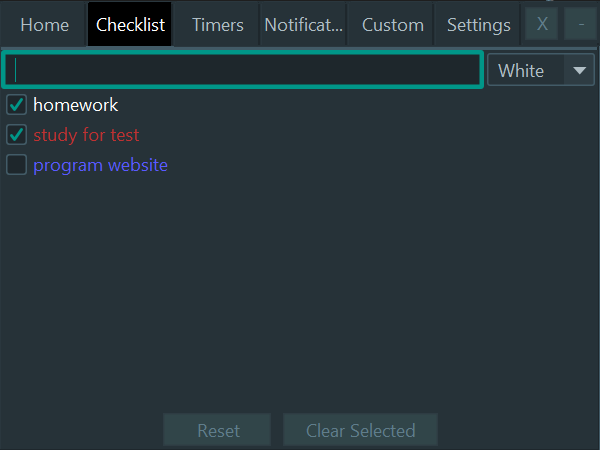 Home Checklist Timers Notificat... Custom Settings X -
White
homework
study for test
program website
Reset Clear Selected